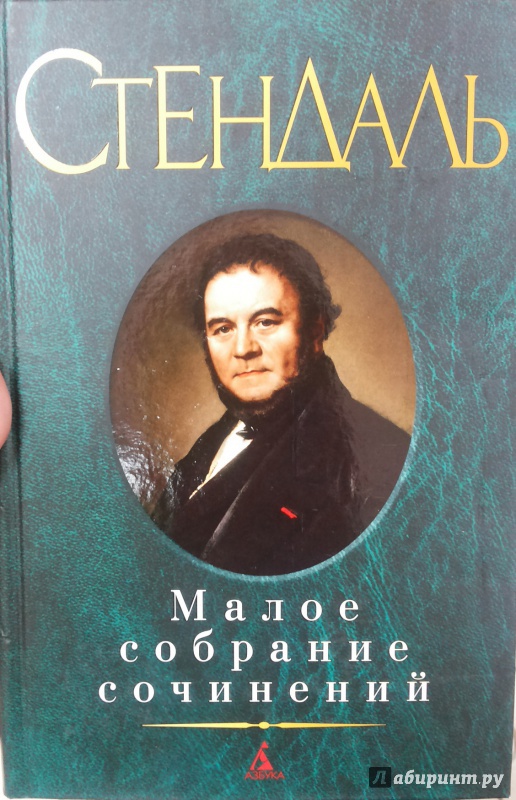 Стендаль
Малое
собрание
сочинений
АЗБУКА
Лабиринт.ру